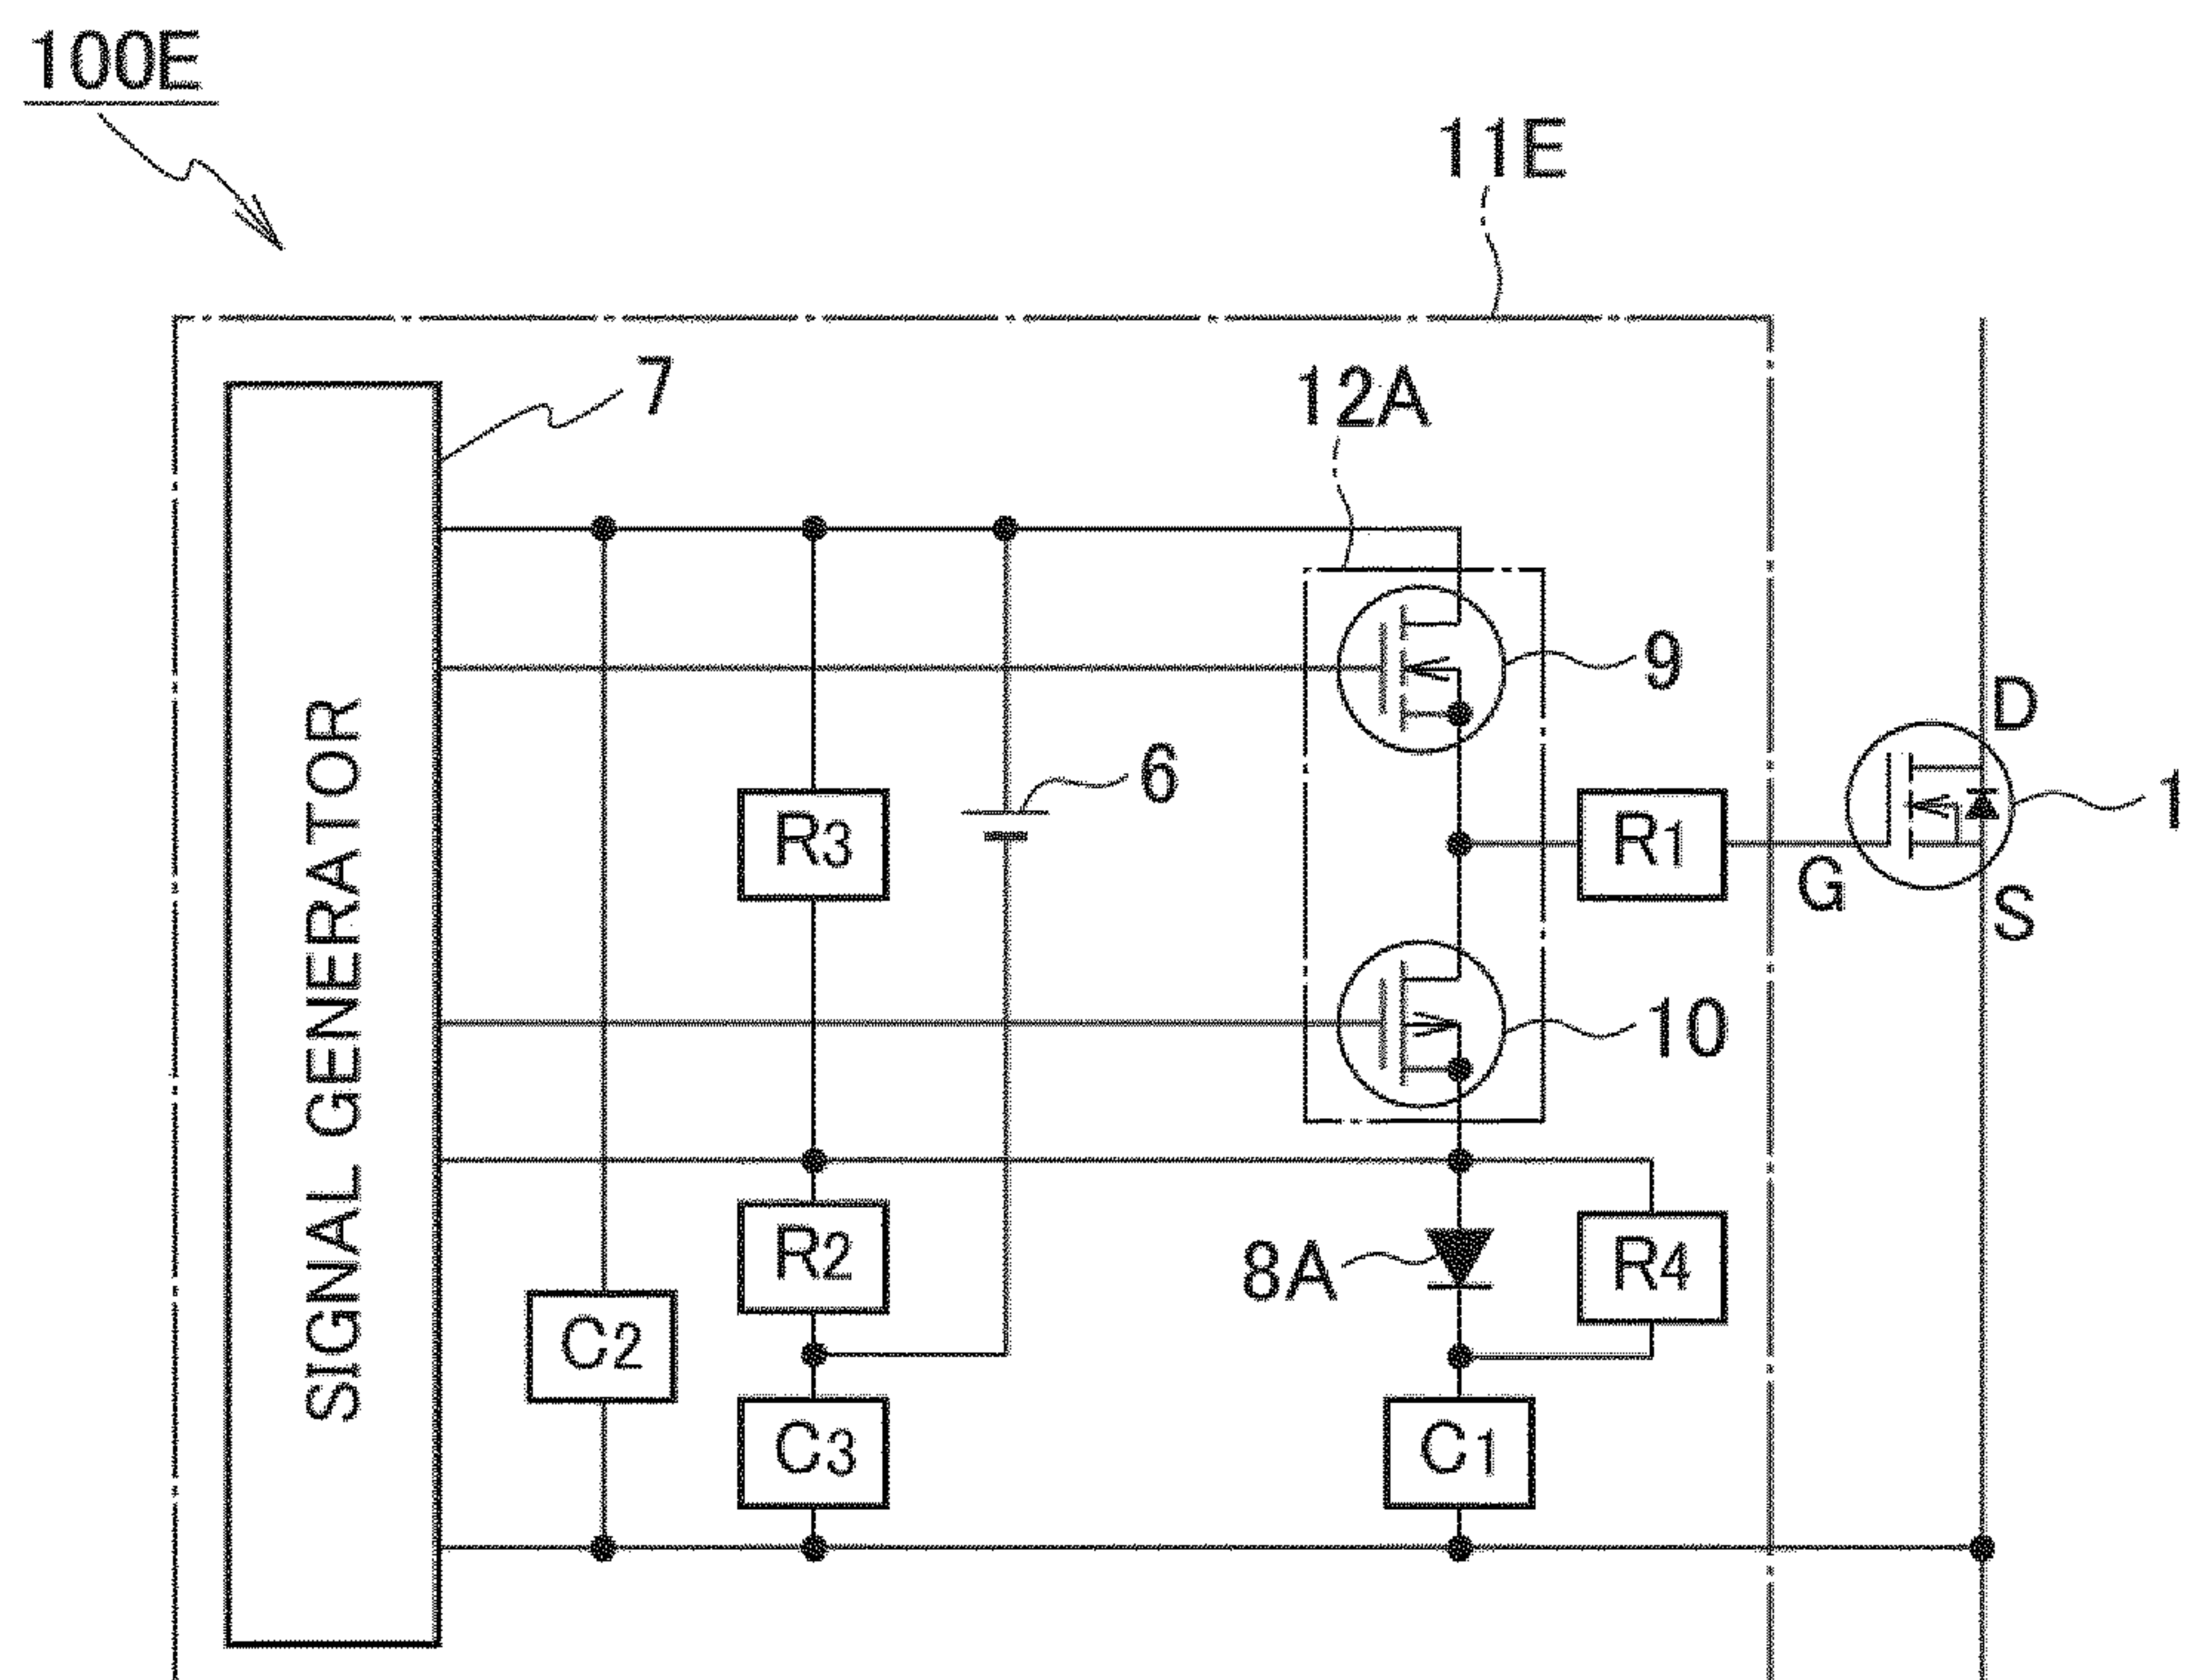 100E
11E
7
12A
9
D
6
R3
R1
1
G
S
10
SIGNAL GENERATOR
R2
8A
R4
C2
C3
C1